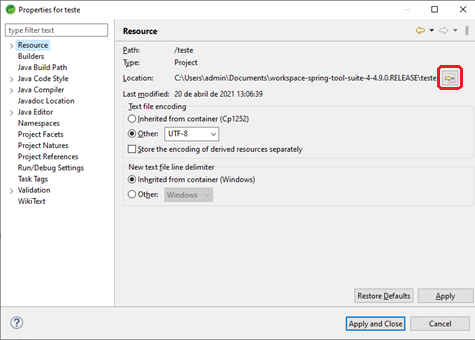 Properties for teste
type filter text
Resource
Resource
Builders
Java Build Path
Java Code Style
Java Compiler
Javadoc Location
Java Editor
Namespaces
Project Facets
Project Natures
Project References
Run/Debug Settings
Task Tags
Validation
WikiText
Path: /teste
Type: Project
Location: C:\Users\admin\Documents\workspace-spring-tool-suite-4-4.9.0.RELEASE\teste
Last modified: 20 de abril de 2021 13:06:39
Text file encoding
Inherited from container (Cp1252)
Other: UTF-8
Store the encoding of derived resources separately
New text file line delimiter
Inherited from container (Windows)
Other: Windows
Restore Defaults Apply
? Apply and Close Cancel